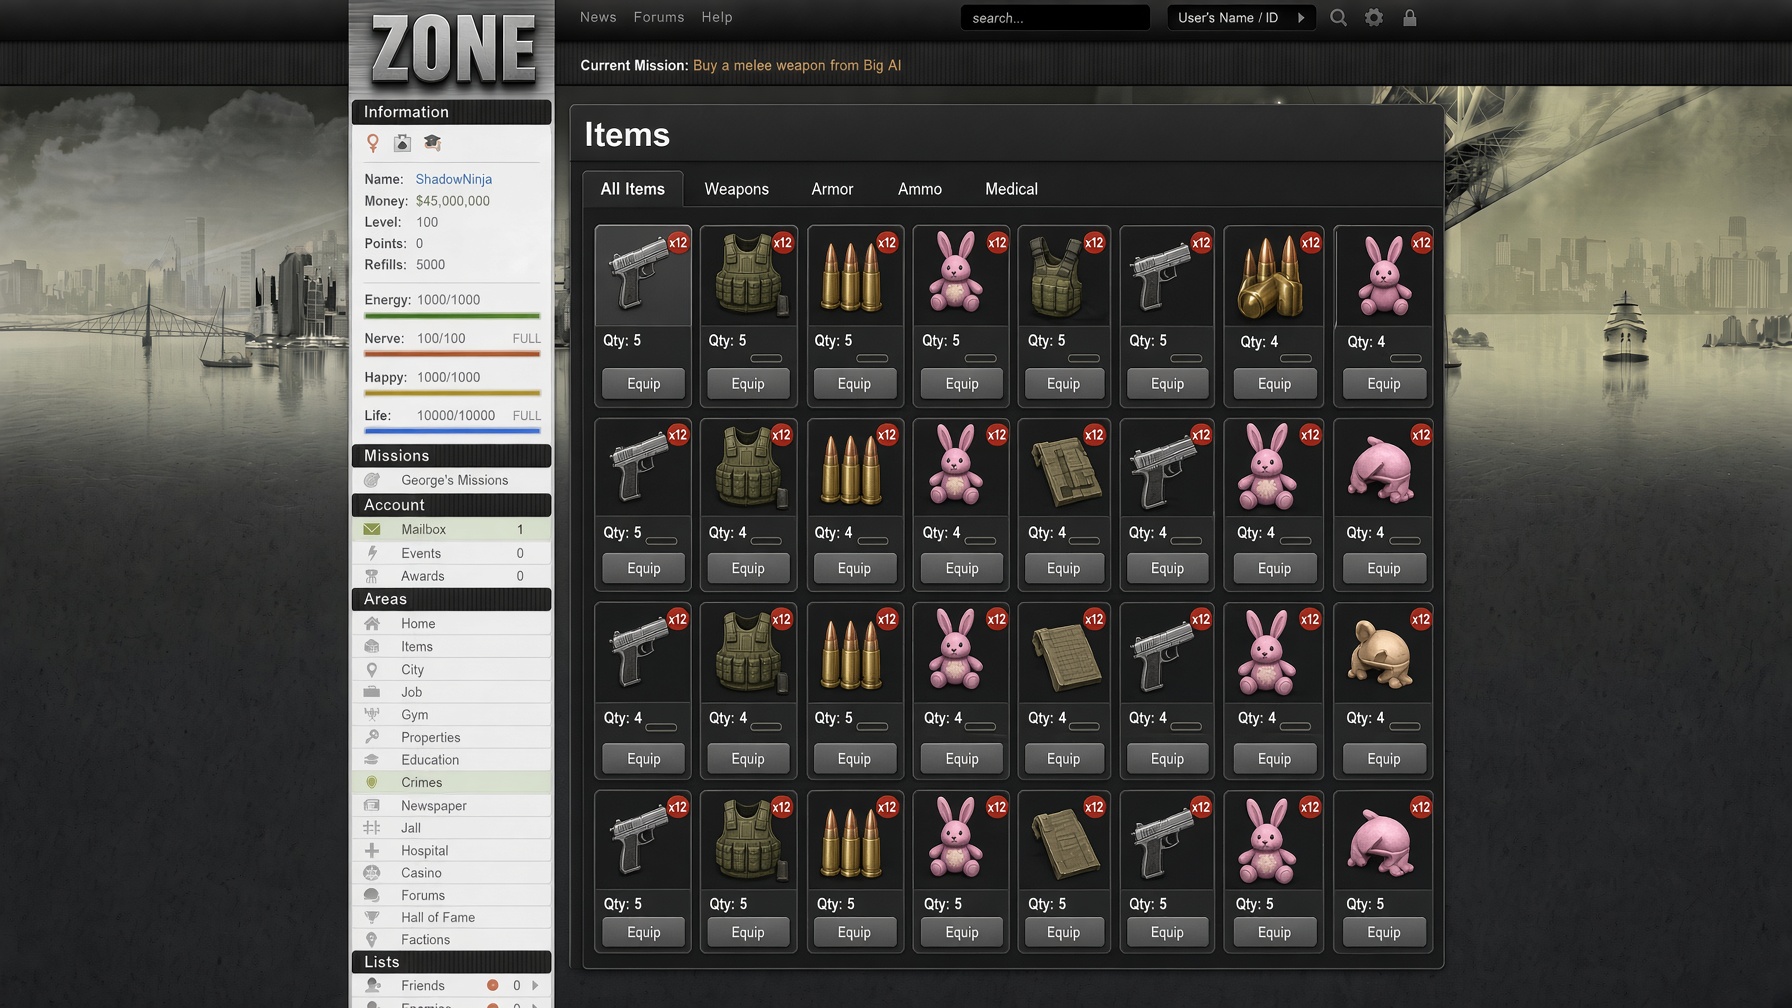 ZONE
News Forums Help
search...
User's Name / ID
Current Mission: Buy a melee weapon from Big AI
Information
Name: ShadowNinja
Money: $45,000,000
Level: 100
Points: 0
Refills: 5000
Energy: 1000/1000
Nerve: 100/100 FULL
Happy: 1000/1000
Life: 10000/10000 FULL
Missions
George's Missions
Account
Mailbox 1
Events 0
Awards 0
Areas
Home
Items
City
Job
Gym
Properties
Education
Crimes
Newspaper
Jall
Hospital
Casino
Forums
Hall of Fame
Factions
Lists
Friends 0
Items
All Items Weapons Armor Ammo Medical
x12 x12 x12 x12 x12 x12 x12 x12
Qty: 5 Qty: 5 Qty: 5 Qty: 5 Qty: 5 Qty: 5 Qty: 4 Qty: 4
Equip Equip Equip Equip Equip Equip Equip Equip
x12 x12 x12 x12 x12 x12 x12 x12
Qty: 5 Qty: 4 Qty: 4 Qty: 4 Qty: 4 Qty: 4 Qty: 4 Qty: 4
Equip Equip Equip Equip Equip Equip Equip Equip
x12 x12 x12 x12 x12 x12 x12 x12
Qty: 4 Qty: 4 Qty: 5 Qty: 4 Qty: 4 Qty: 4 Qty: 4 Qty: 4
Equip Equip Equip Equip Equip Equip Equip Equip
x12 x12 x12 x12 x12 x12 x12 x12
Qty: 5 Qty: 5 Qty: 5 Qty: 5 Qty: 5 Qty: 5 Qty: 5 Qty: 5
Equip Equip Equip Equip Equip Equip Equip Equip